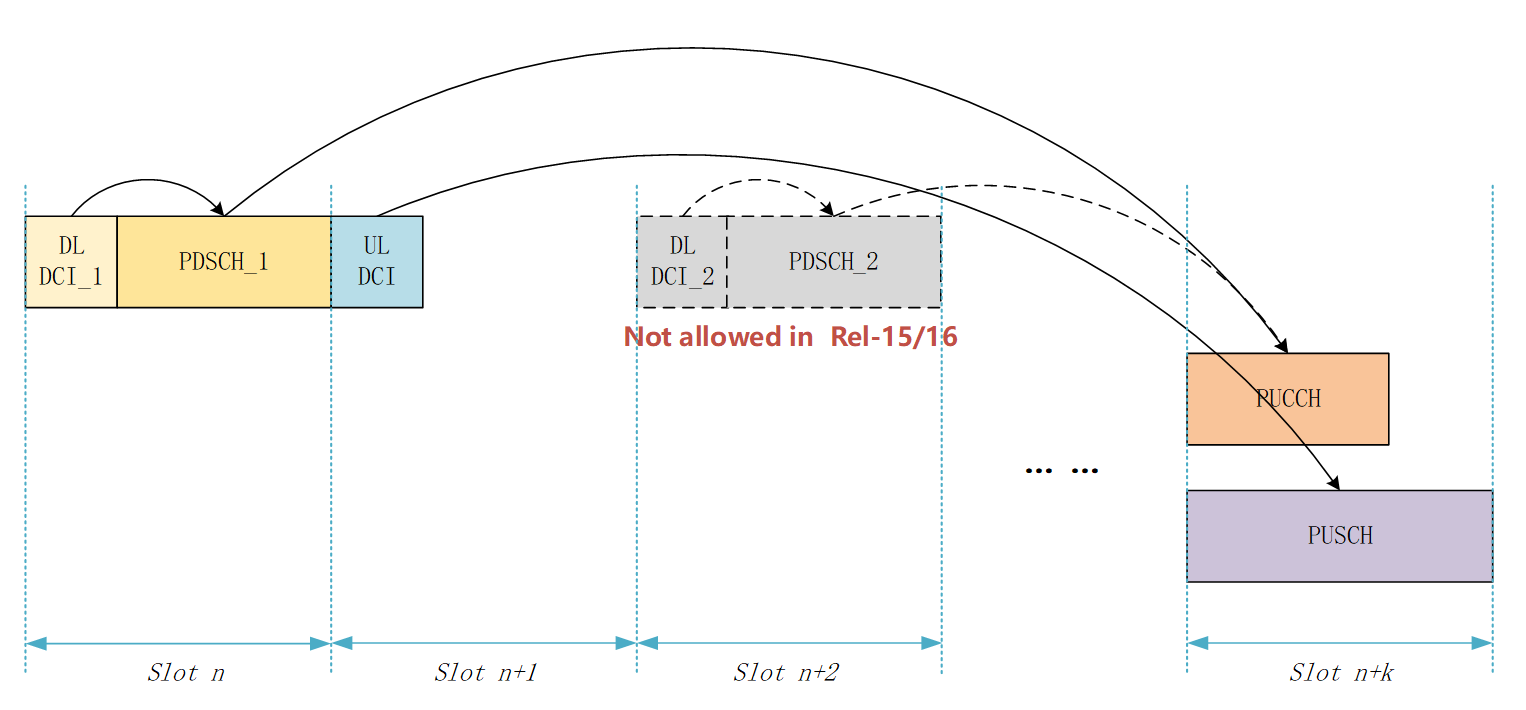 DL
DCI_1
PDSCH_1
UL
DCI
DL
DCI_2
PDSCH_2
Not allowed in Rel-15/16
PUCCH
... ...
PUSCH
Slot n
Slot n+1
Slot n+2
Slot n+k